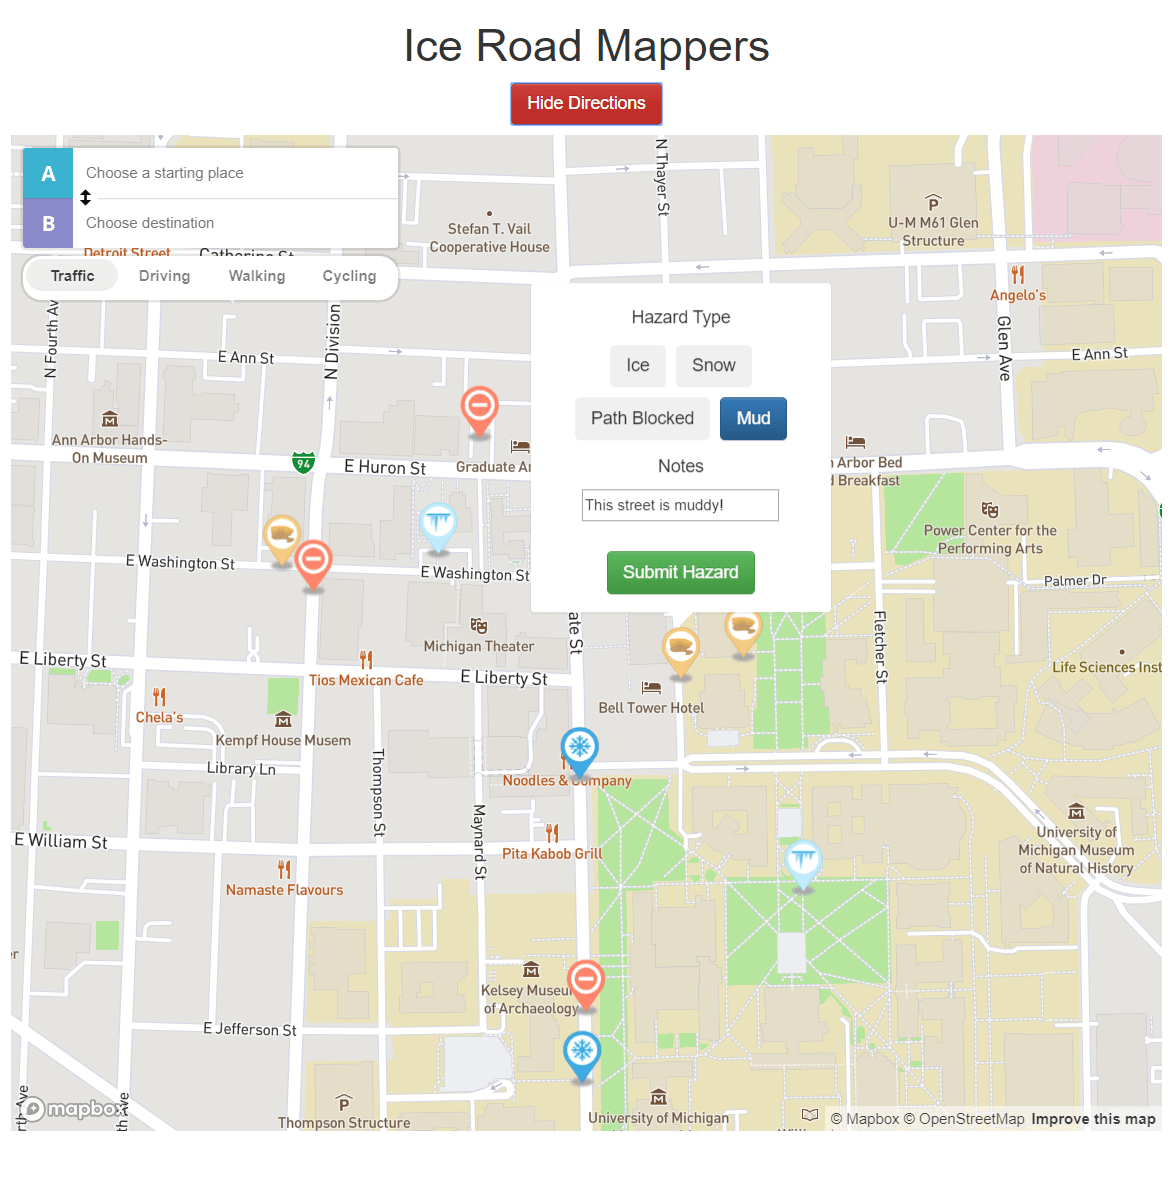 Ice Road Mappers
Hide Directions
A
Choose a starting place
B
Choose destination
Detroit Street
Catherine St
Traffic
Driving
Walking
Cycling
N Thayer St
Stefan T. Vail
Cooperative House
U-M M61 Glen
Structure
Angelo's
Glen Ave
E Ann St
N Fourth Av
N Division
E Ann St
Hazard Type
Ice
Snow
Path Blocked
Mud
Notes
This street is muddy!
Submit Hazard
Ann Arbor Hands-
On Museum
94
E Huron St
Graduate Ar
n Arbor Bed
d Breakfast
Power Center for the
Performing Arts
E Washington St
E Washington St
Palmer Dr
ate St
Fletcher St
Michigan Theater
E Liberty St
Tios Mexican Cafe
E Liberty St
Life Sciences Inst
Chela's
Bell Tower Hotel
Kempf House Musem
Library Ln
Thompson St
Noodles & Company
Maynard St
E William St
Pita Kabob Grill
University of
Michigan Museum
of Natural History
Namaste Flavours
er
Kelsey Museu
of Archaeology
E Jefferson St
rth Ave
Ave
mapbox
Thompson Structure
University of Michigan
© Mapbox © OpenStreetMap Improve this map